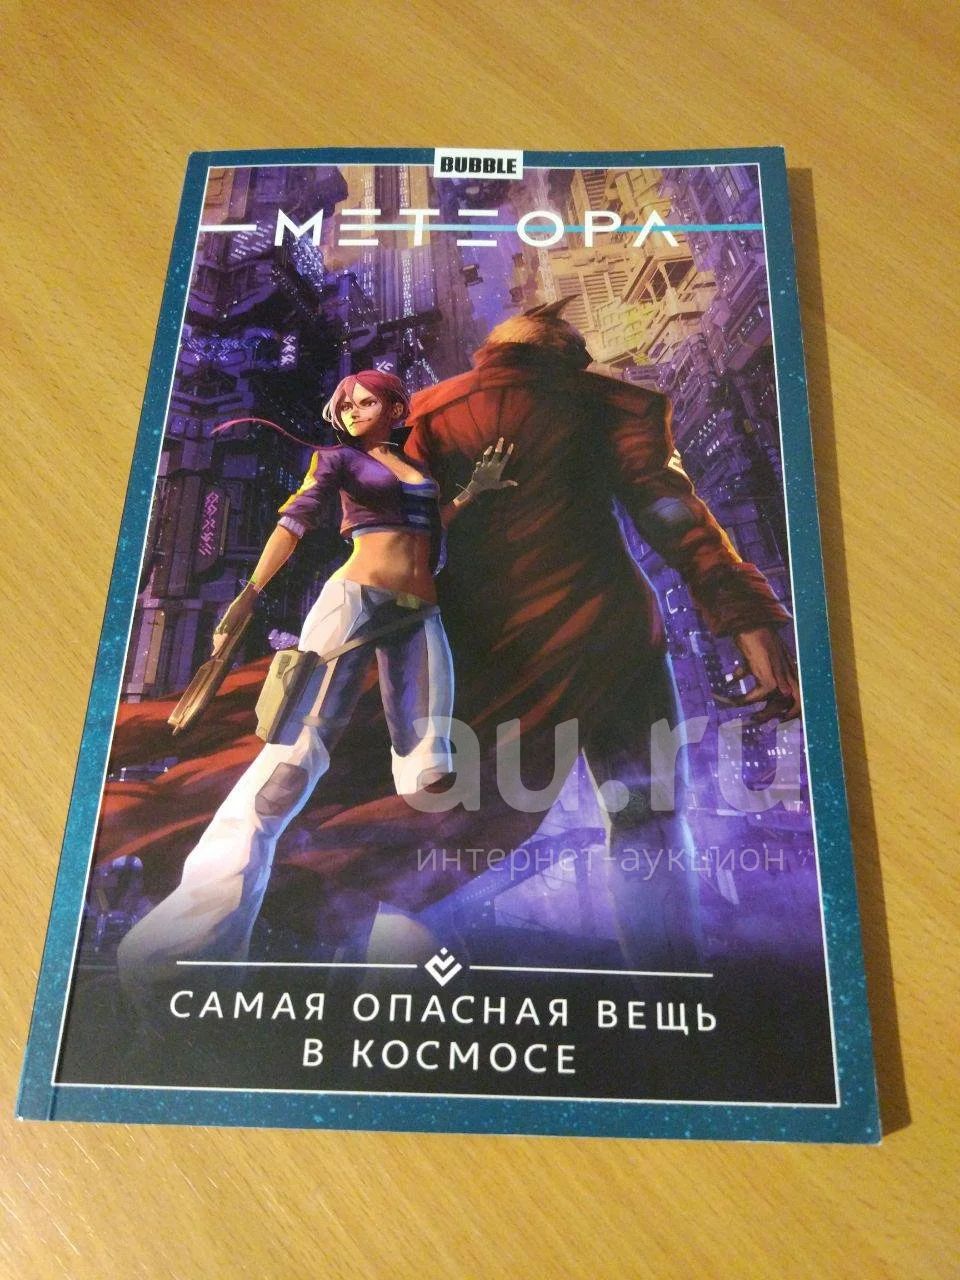 BUBBLE
МЕТЕОРА
au.ru
интернет-аукцион
САМАЯ ОПАСНАЯ ВЕЩЬ
В КОСМОСЕ